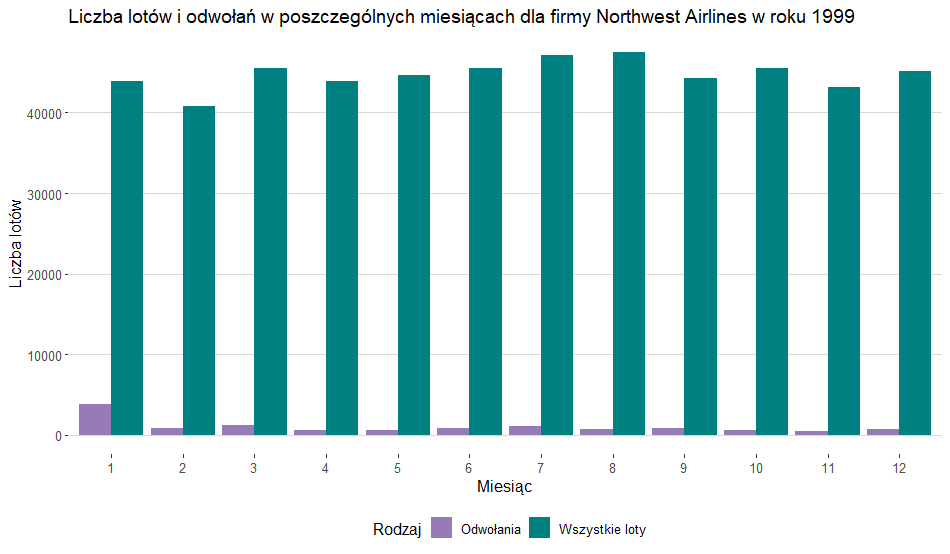 Liczba lotów i odwołań w poszczególnych miesiącach dla firmy Northwest Airlines w roku 1999
Liczba lotów
40000
30000
20000
10000
0
1 2 3 4 5 6 7 8 9 10 11 12
Miesiąc
Rodzaj Odwołania Wszystkie loty